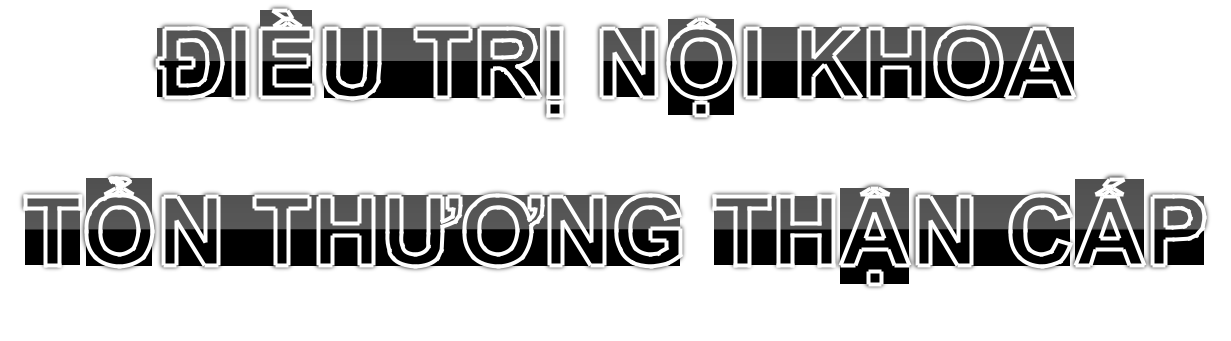 ĐIỀU TRỊ NỘI KHOA
TỔN THƯƠNG THẬN CẤP